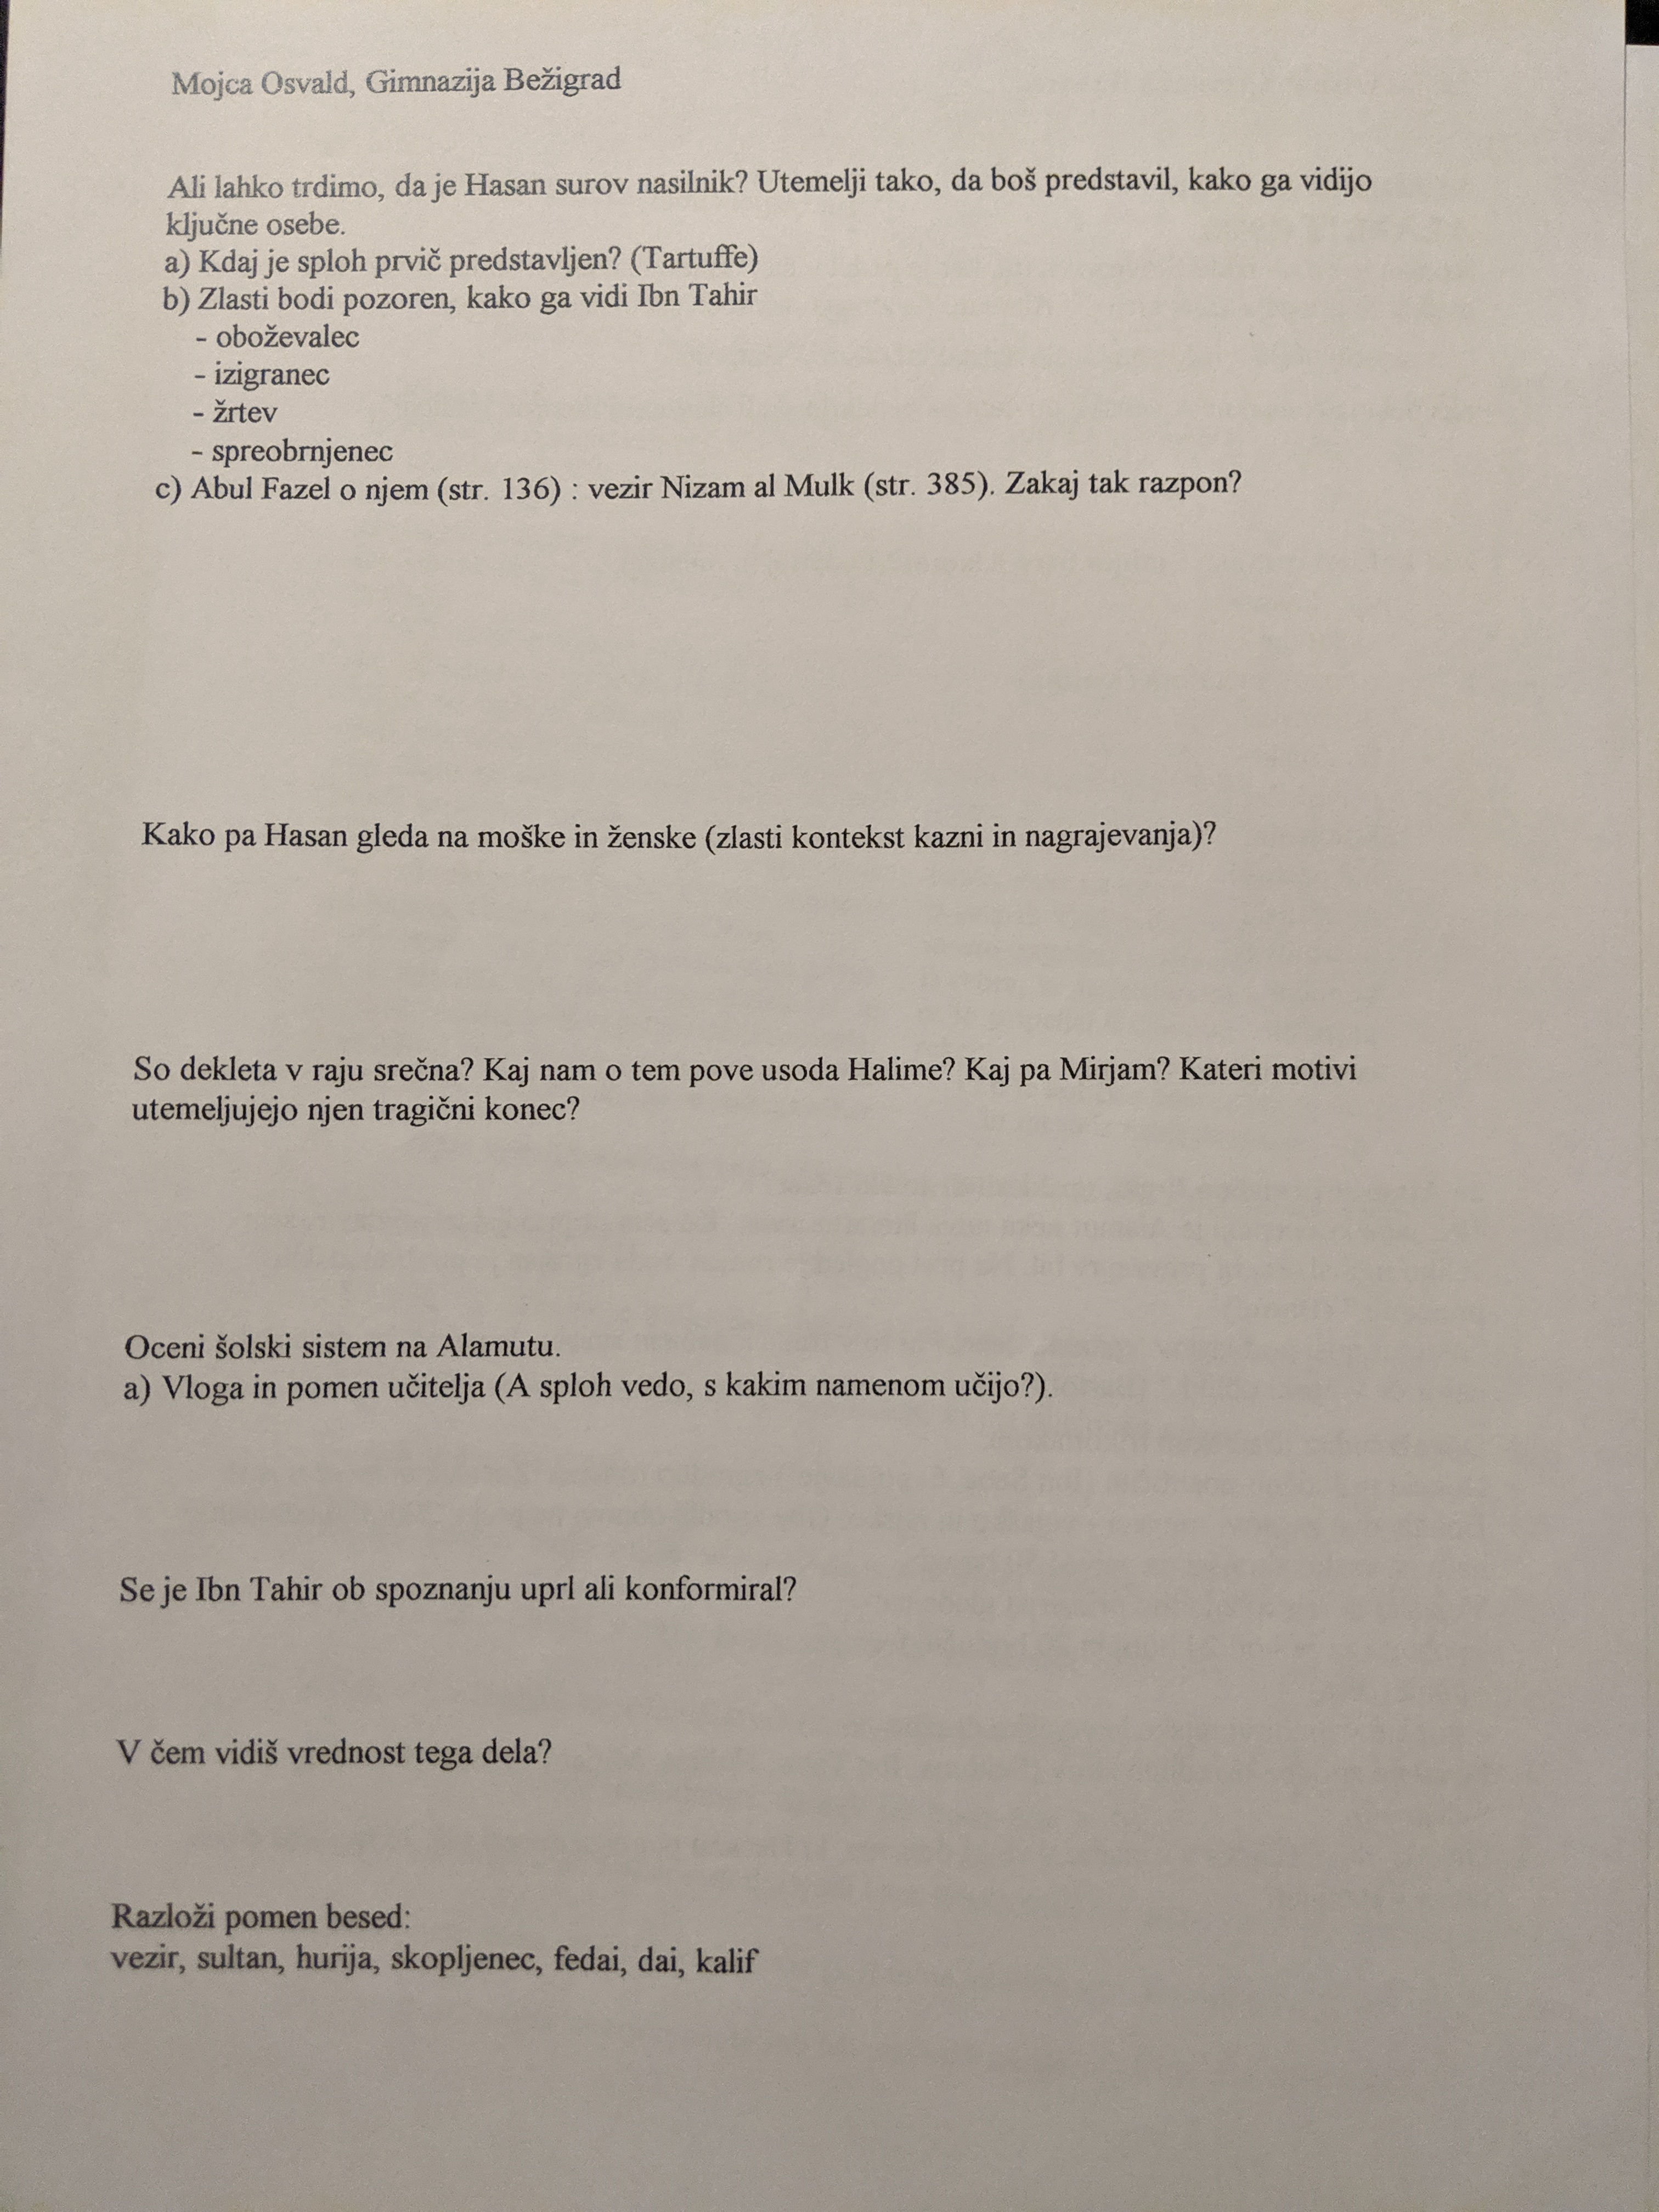 Mojca Osvald, Gimnazija Bežigrad
Ali lahko trdimo, da je Hasan surov nasilnik? Utemelji tako, da boš predstavil, kako ga vidijo
ključne osebe.
a) Kdaj je sploh prvič predstavljen? (Tartuffe)
b) Zlasti bodi pozoren, kako ga vidi Ibn Tahir
- oboževalec
- izigranec
- žrtev
- spreobrnjenec
c) Abul Fazel o njem (str. 136) : vezir Nizam al Mulk (str. 385). Zakaj tak razpon?
Kako pa Hasan gleda na moške in ženske (zlasti kontekst kazni in nagrajevanja)?
So dekleta v raju srečna? Kaj nam o tem pove usoda Halime? Kaj pa Mirjam? Kateri motivi
utemeljujejo njen tragični konec?
Oceni šolski sistem na Alamutu.
a) Vloga in pomen učitelja (A sploh vedo, s kakim namenom učijo?).
Se je Ibn Tahir ob spoznanju uprl ali konformiral?
V čem vidiš vrednost tega dela?
Razloži pomen besed:
vezir, sultan, hurija, skopljenec, fedai, dai, kalif